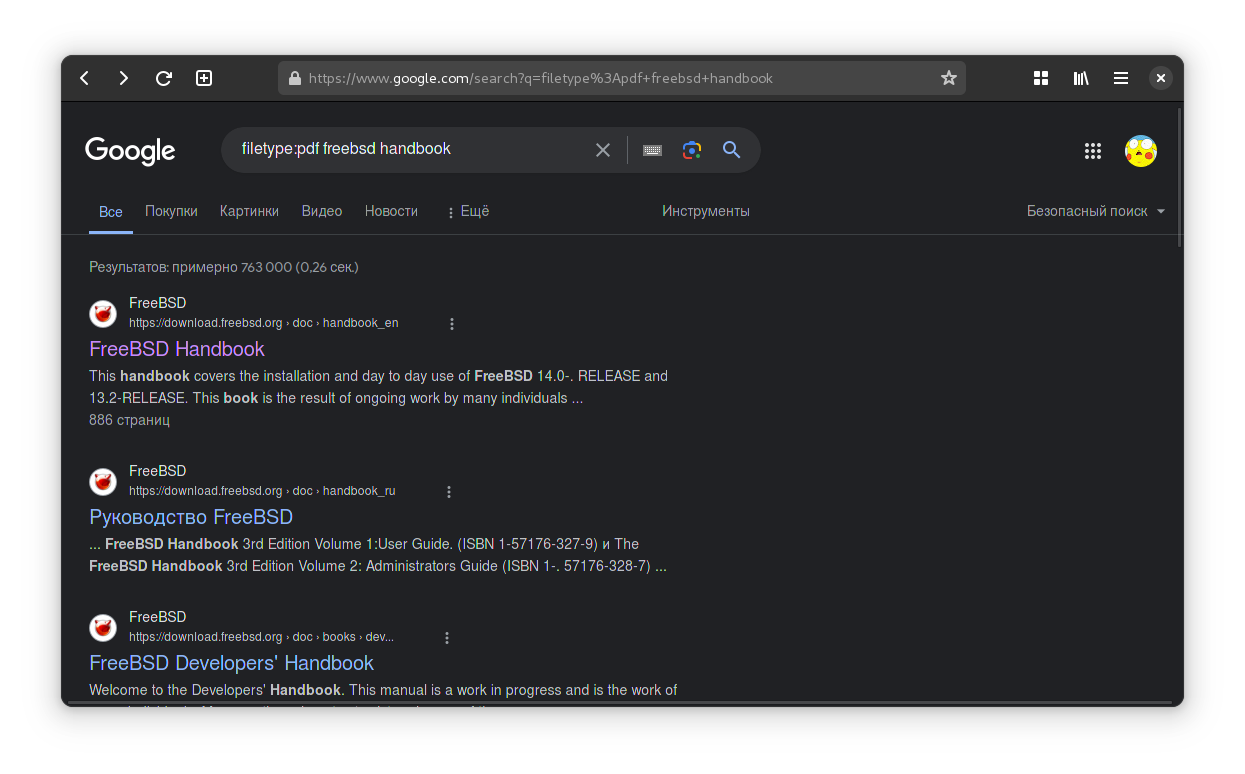 https://www.google.com/search?q=filetype%3Apdf+freebsd+handbook
Google
filetype:pdf freebsd handbook
Все Покупки Картинки Видео Новости Ещё Инструменты Безопасный поиск
Результатов: примерно 763 000 (0,26 сек.)
FreeBSD
https://download.freebsd.org › doc › handbook_en
FreeBSD Handbook
This handbook covers the installation and day to day use of FreeBSD 14.0-. RELEASE and
13.2-RELEASE. This book is the result of ongoing work by many individuals ...
886 страниц
FreeBSD
https://download.freebsd.org › doc › handbook_ru
Руководство FreeBSD
... FreeBSD Handbook 3rd Edition Volume 1:User Guide. (ISBN 1-57176-327-9) и The
FreeBSD Handbook 3rd Edition Volume 2: Administrators Guide (ISBN 1-. 57176-328-7) ...
FreeBSD
https://download.freebsd.org › doc › books › dev...
FreeBSD Developers' Handbook
Welcome to the Developers' Handbook. This manual is a work in progress and is the work of